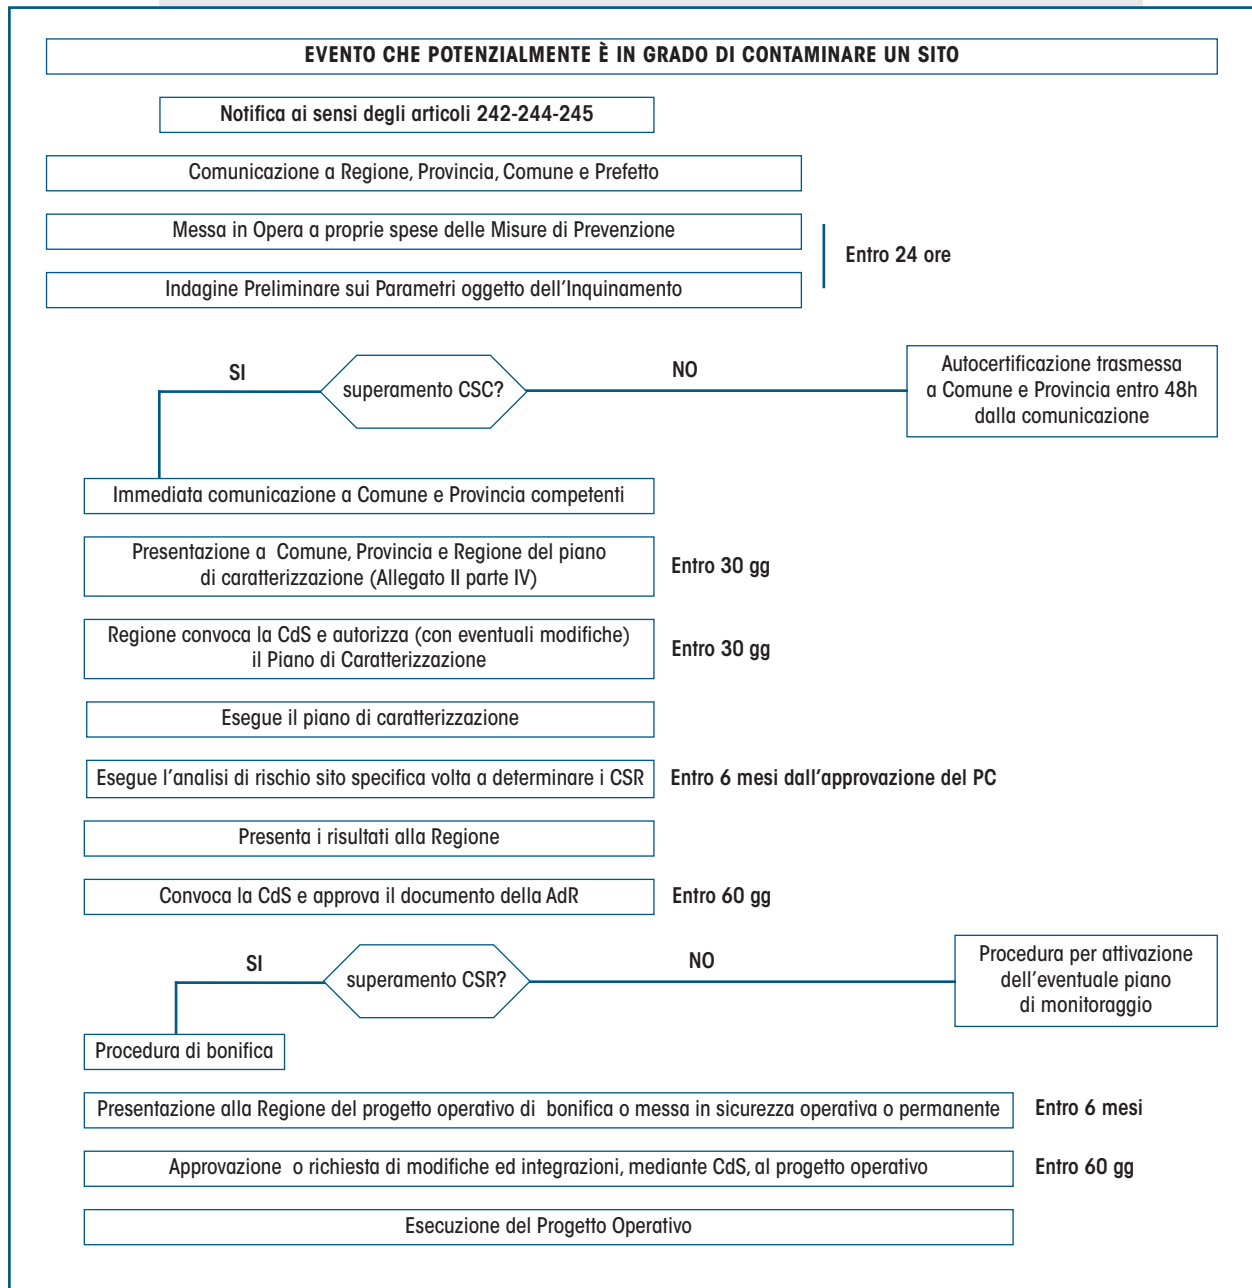 EVENTO CHE POTENZIALMENTE È IN GRADO DI CONTAMINARE UN SITO
Notifica ai sensi degli articoli 242-244-245
Comunicazione a Regione, Provincia, Comune e Prefetto
Messa in Opera a proprie spese delle Misure di Prevenzione
Entro 24 ore
Indagine Preliminare sui Parametri oggetto dell'Inquinamento
SI
superamento CSC?
NO
Autocertificazione trasmessa
a Comune e Provincia entro 48h
dalla comunicazione
Immediata comunicazione a Comune e Provincia competenti
Presentazione a Comune, Provincia e Regione del piano
di caratterizzazione (Allegato II parte IV)
Entro 30 gg
Regione convoca la CdS e autorizza (con eventuali modifiche)
il Piano di Caratterizzazione
Entro 30 gg
Esegue il piano di caratterizzazione
Esegue l'analisi di rischio sito specifica volta a determinare i CSR
Entro 6 mesi dall'approvazione del PC
Presenta i risultati alla Regione
Convoca la CdS e approva il documento della AdR
Entro 60 gg
SI
superamento CSR?
NO
Procedura per attivazione
dell'eventuale piano
di monitoraggio
Procedura di bonifica
Presentazione alla Regione del progetto operativo di bonifica o messa in sicurezza operativa o permanente
Entro 6 mesi
Approvazione o richiesta di modifiche ed integrazioni, mediante CdS, al progetto operativo
Entro 60 gg
Esecuzione del Progetto Operativo